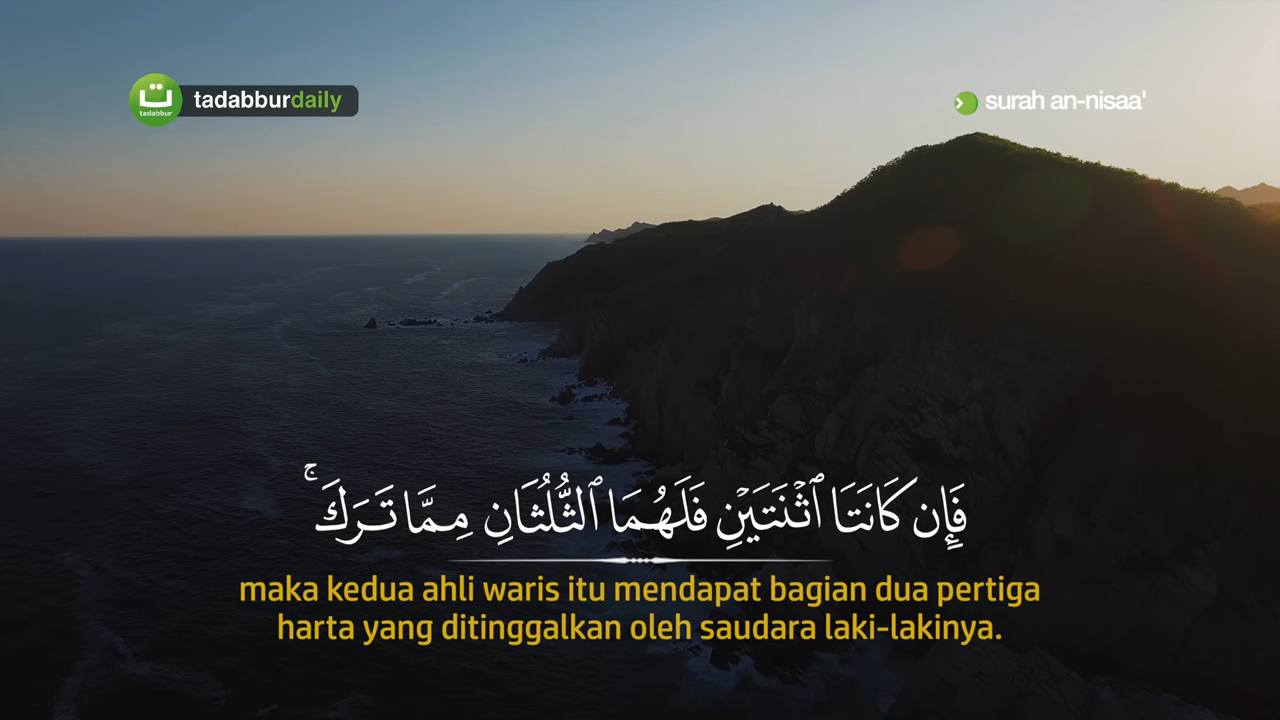 ت
tadabbur
tadabburdaily
surah an-nisaa'
فَإِن كَانَتَا ٱثْنَتَيْنِ فَلَهُمَا ٱلثُّلُثَانِ مِمَّا تَرَكَ ۚ
maka kedua ahli waris itu mendapat bagian dua pertiga
harta yang ditinggalkan oleh saudara laki-lakinya.